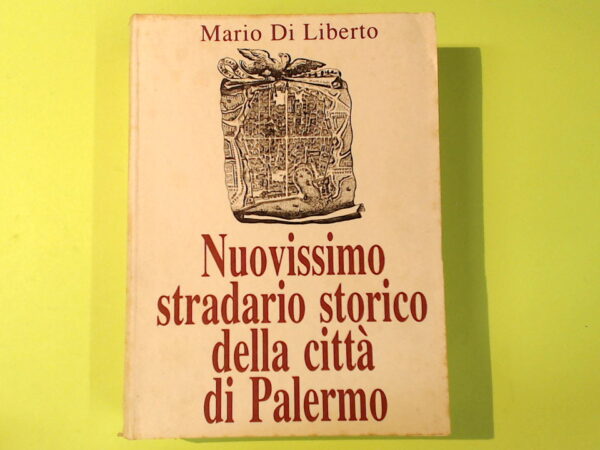 Mario Di Liberto
Nuovissimo
stradario storico
della città
di Palermo